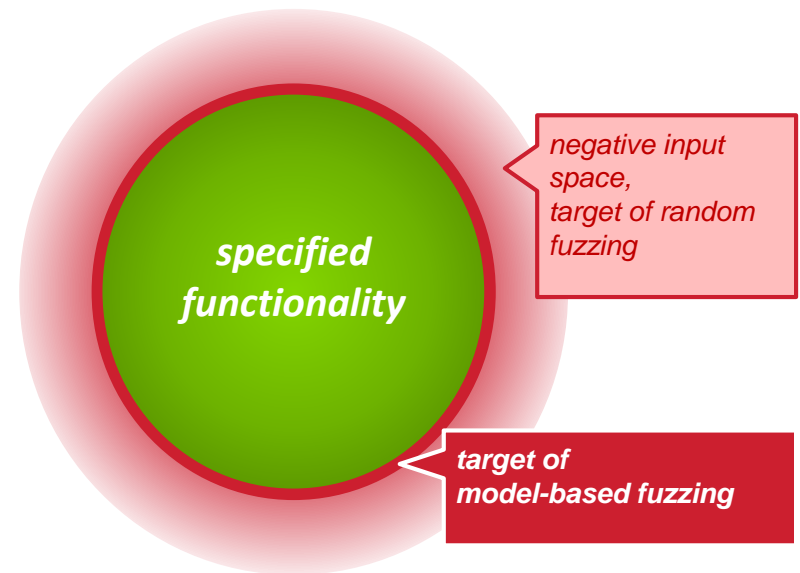 specified
functionality
negative input
space,
target of random
fuzzing
target of
model-based fuzzing